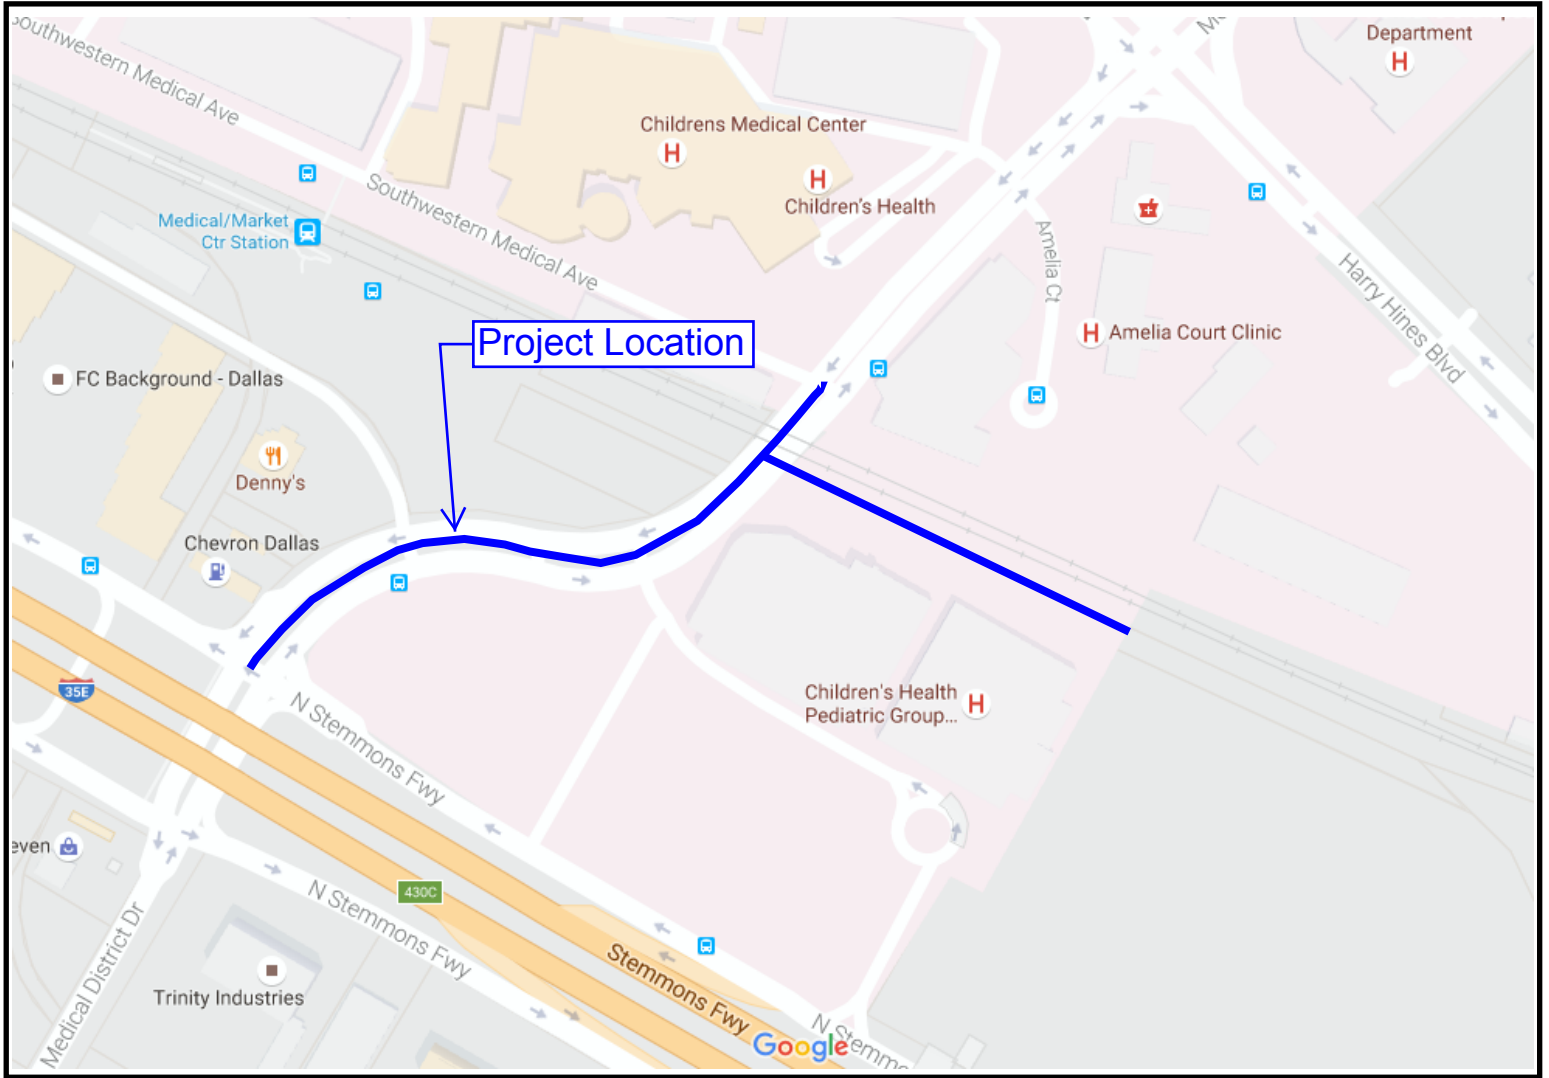 Department
Southwestern Medical Ave
Childrens Medical Center
Children's Health
Southwestern Medical Ave
Medical/Market
Ctr Station
Amelia Ct
Harry Hines Blvd
Amelia Court Clinic
Project Location
FC Background - Dallas
Denny's
Chevron Dallas
35E
N Stemmons Fwy
Children's Health
Pediatric Group...
even
430C
N Stemmons Fwy
Medical District Dr
Trinity Industries
Stemmons Fwy
N Stemmo
Google